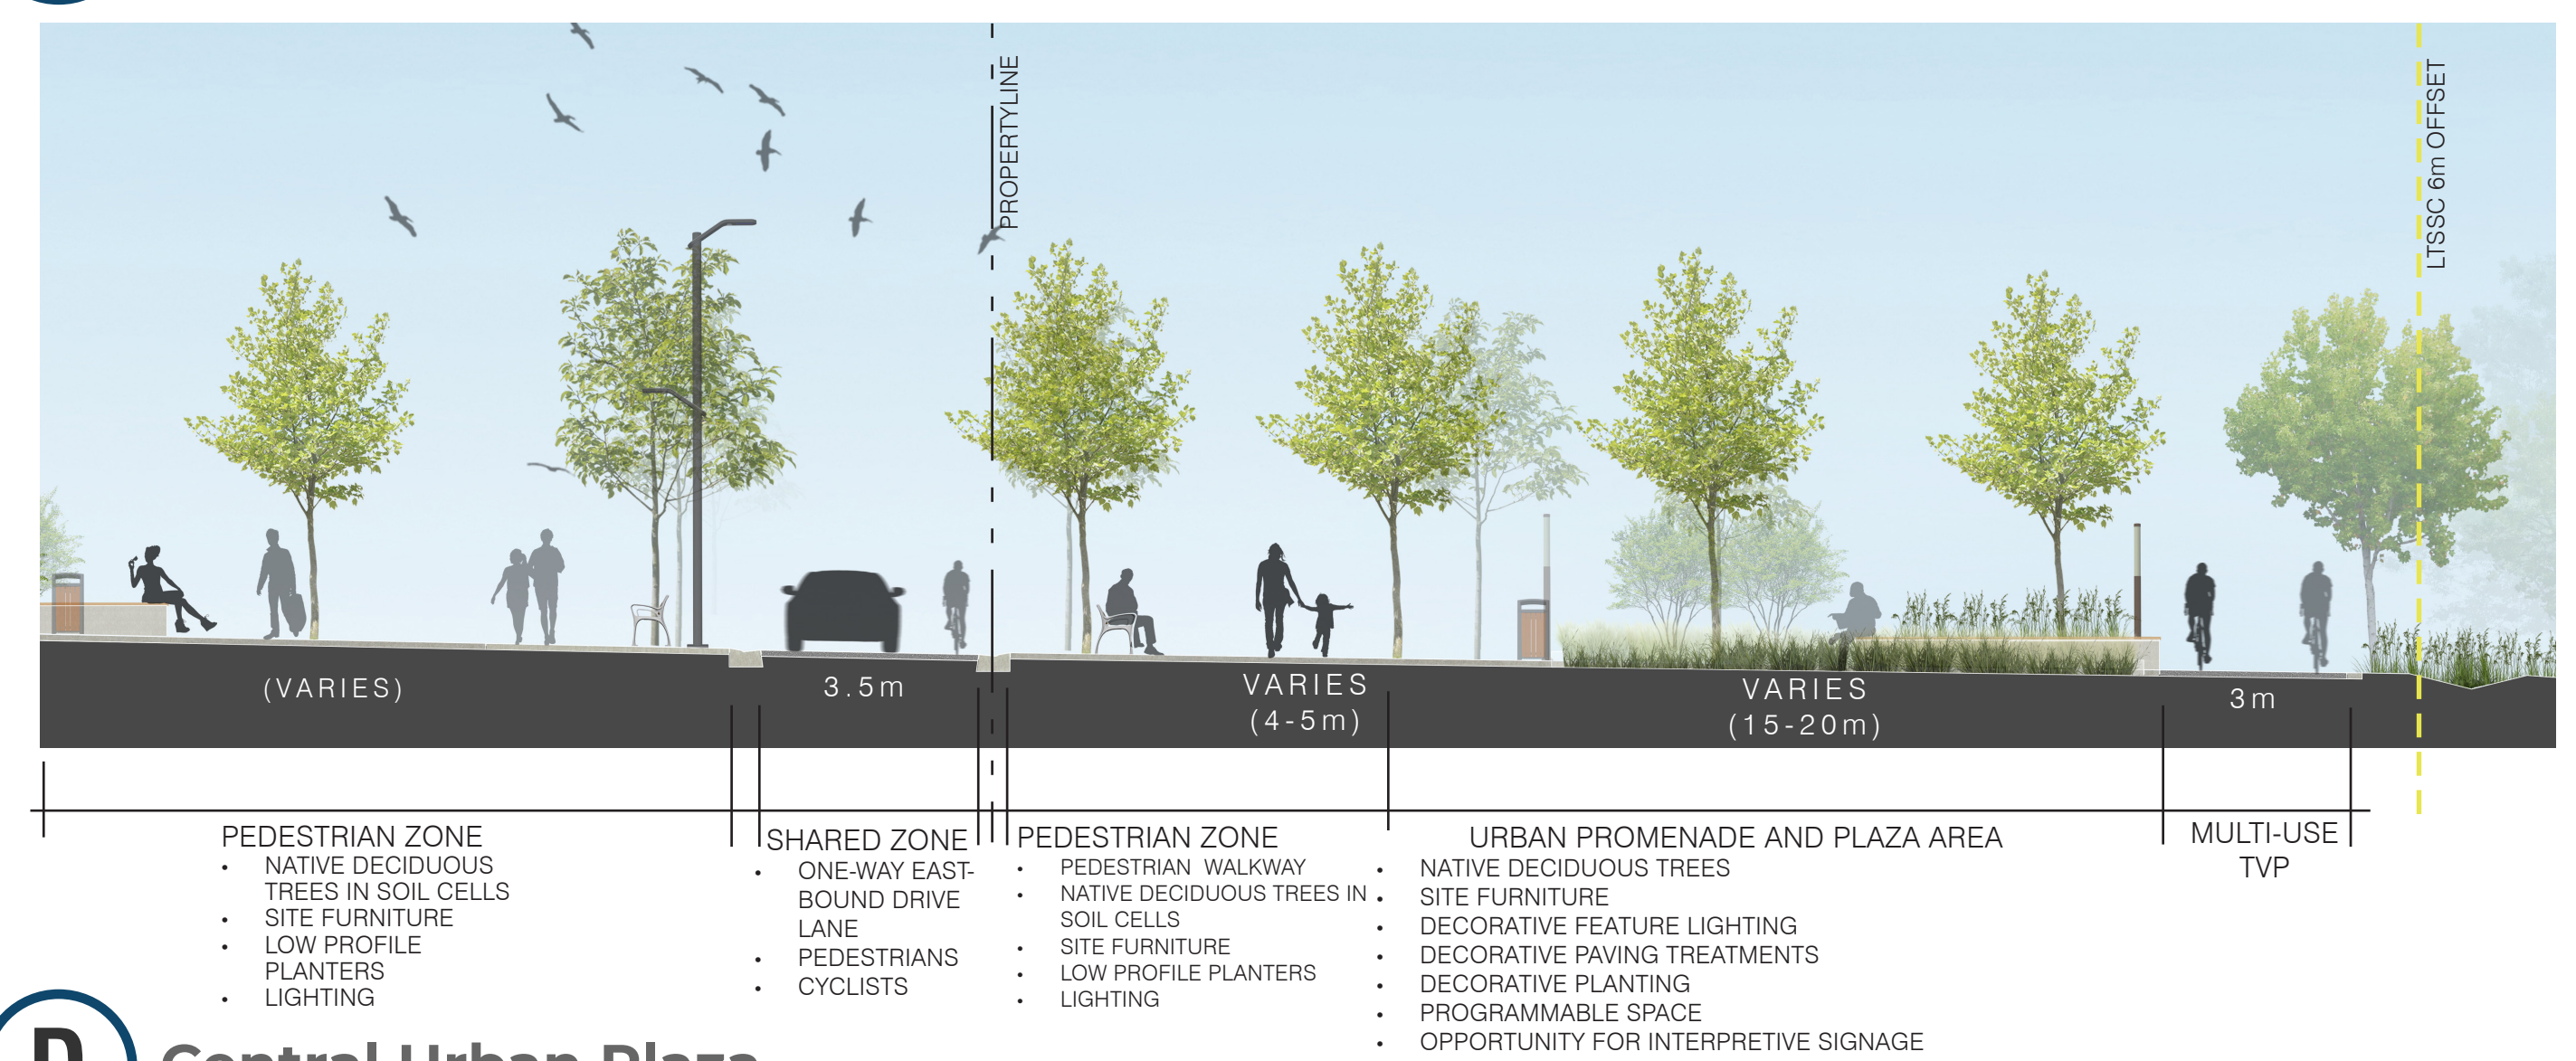 PROPERTYLINE
LTSSC 6m OFFSET
(VARIES)
3.5m
VARIES
(4-5m)
VARIES
(15-20m)
3m
PEDESTRIAN ZONE
• NATIVE DECIDUOUS
TREES IN SOIL CELLS
• SITE FURNITURE
• LOW PROFILE
PLANTERS
• LIGHTING
SHARED ZONE
• ONE-WAY EAST-
BOUND DRIVE
LANE
• PEDESTRIANS
• CYCLISTS
PEDESTRIAN ZONE
• PEDESTRIAN WALKWAY
• NATIVE DECIDUOUS TREES IN
SOIL CELLS
• SITE FURNITURE
• LOW PROFILE PLANTERS
• LIGHTING
URBAN PROMENADE AND PLAZA AREA
• NATIVE DECIDUOUS TREES
• SITE FURNITURE
• DECORATIVE FEATURE LIGHTING
• DECORATIVE PAVING TREATMENTS
• DECORATIVE PLANTING
• PROGRAMMABLE SPACE
• OPPORTUNITY FOR INTERPRETIVE SIGNAGE
MULTI-USE
TVP
Central Urban Plaza